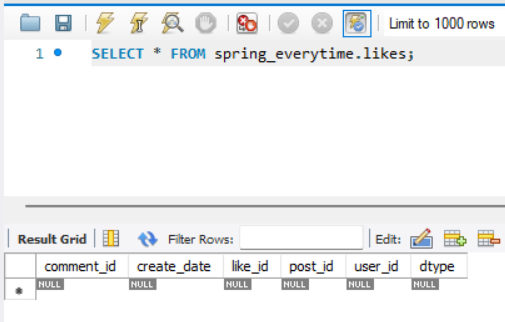 Limit to 1000 rows
1 SELECT * FROM spring_everytime.likes;
Result Grid Filter Rows: Edit:
comment_id create_date like_id post_id user_id dtype
* NULL NULL NULL NULL NULL NULL